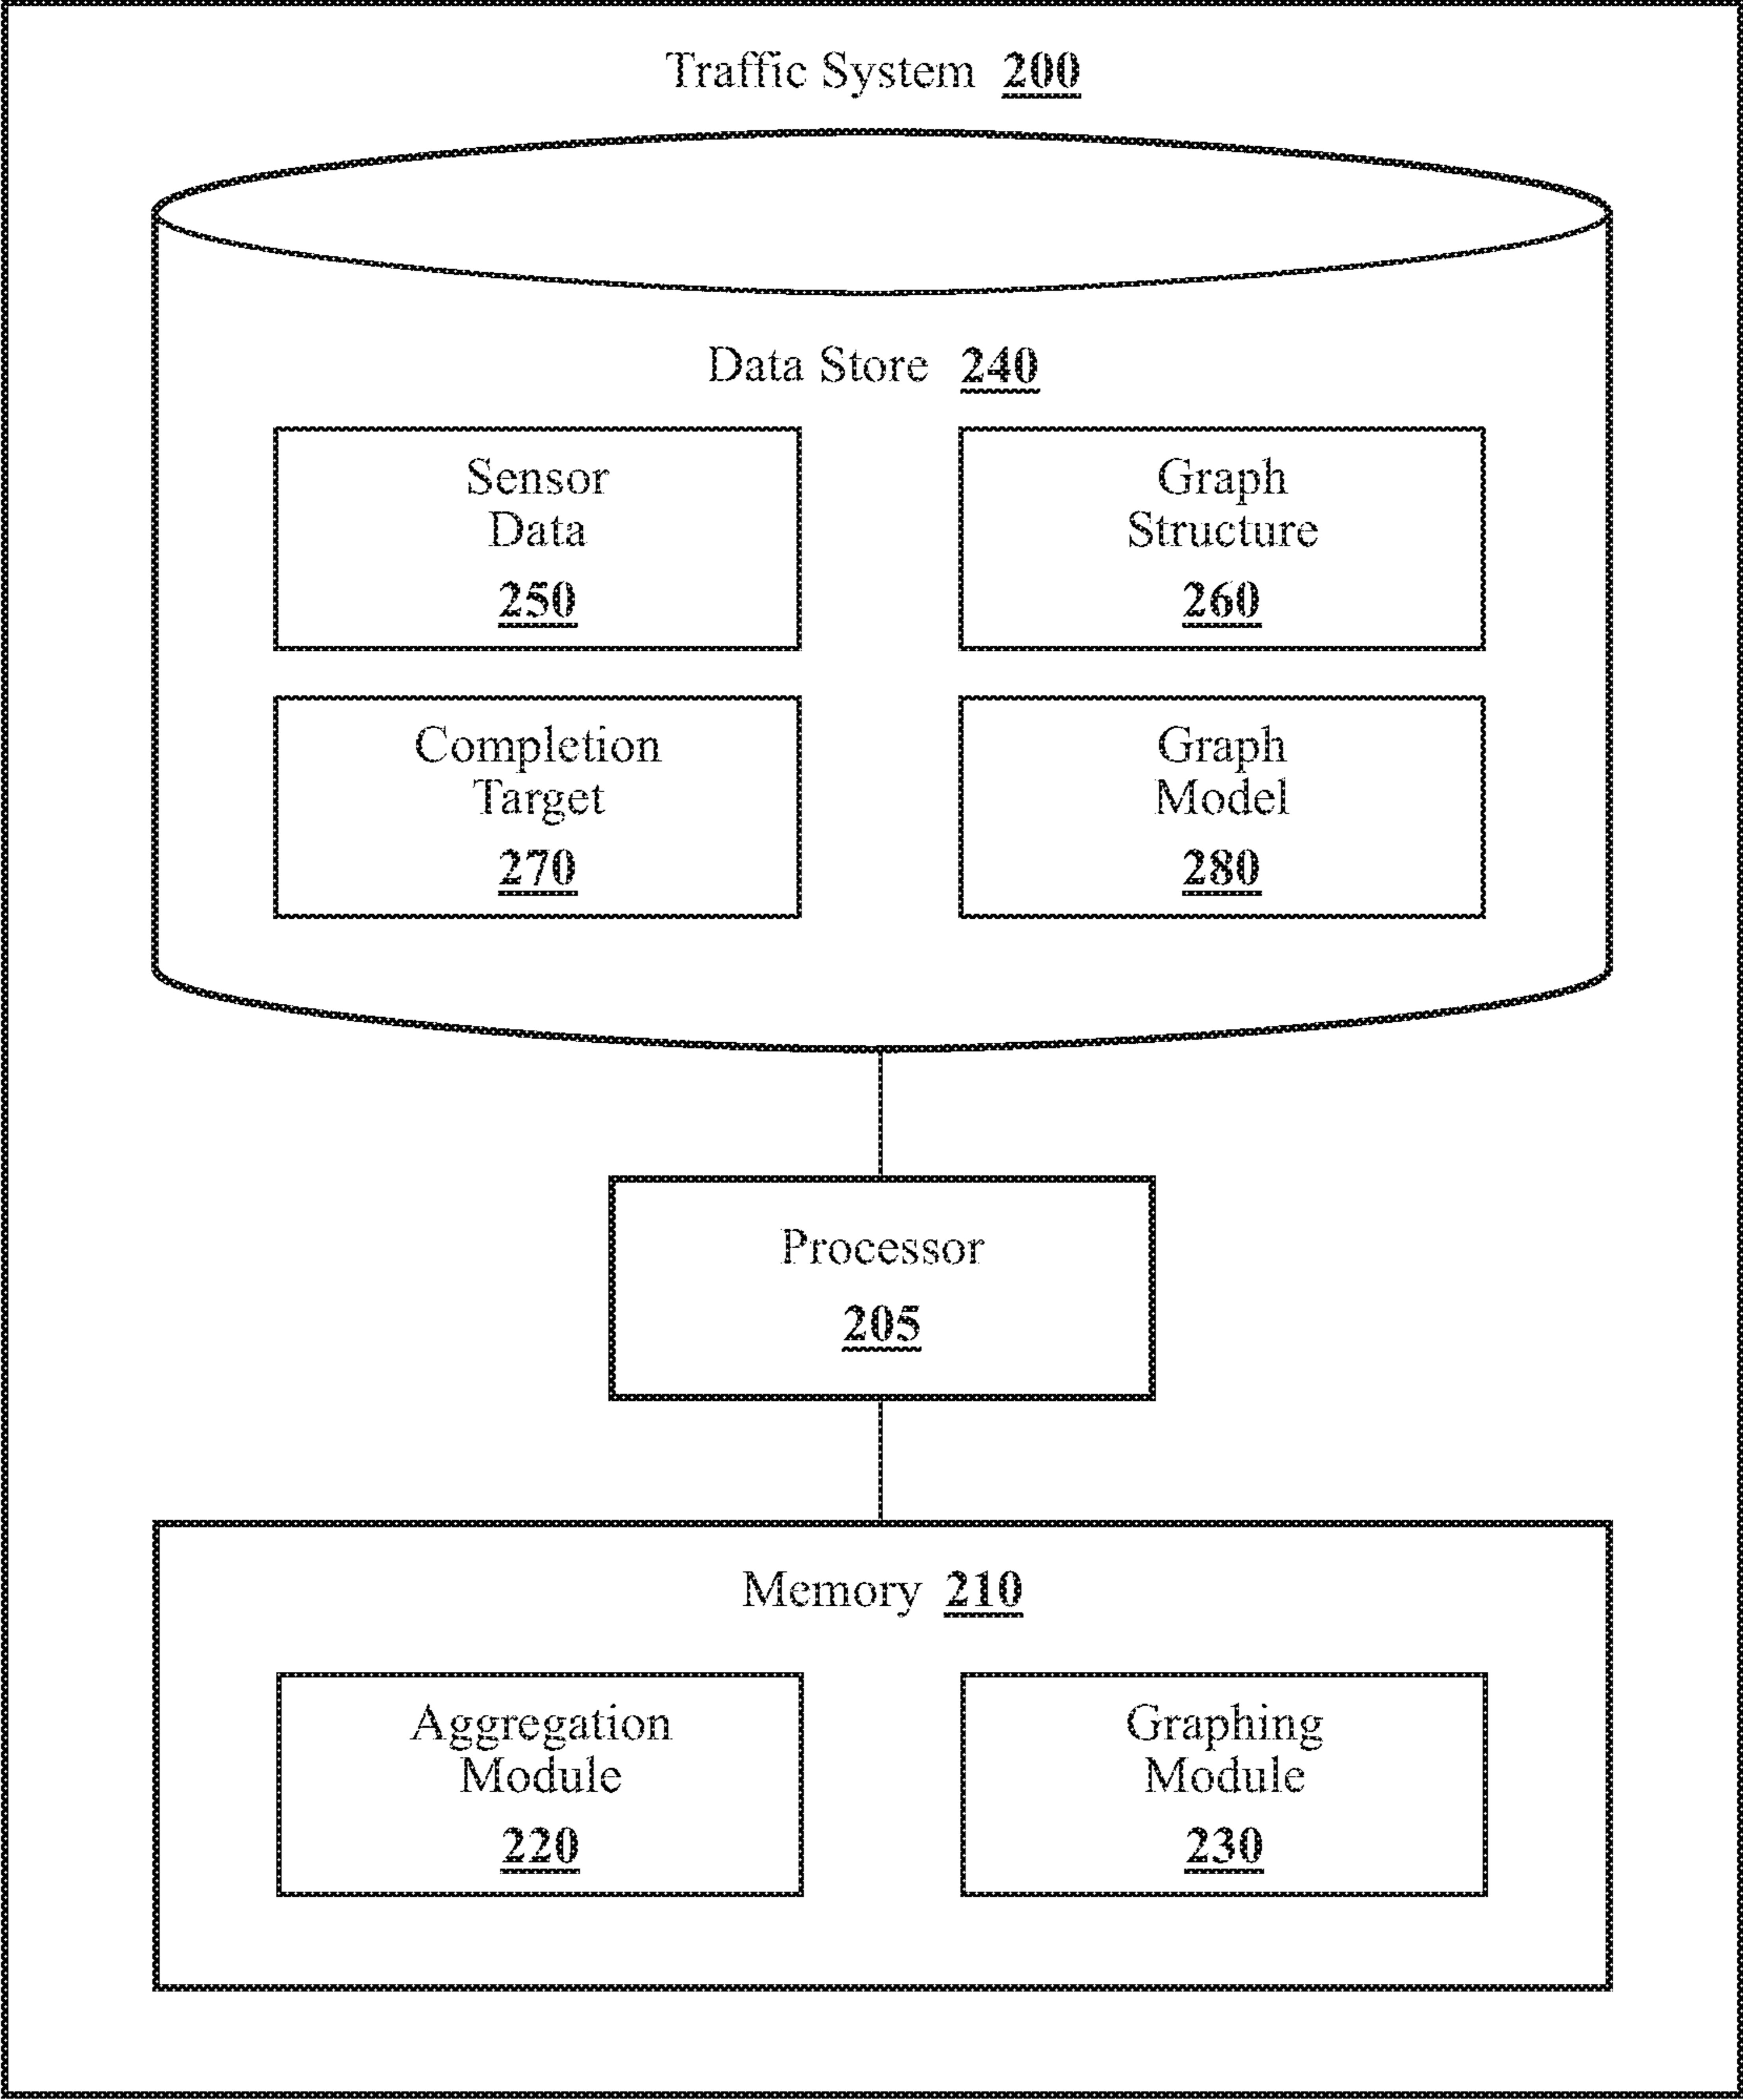 Traffic System 200
Data Store 240
Sensor
Data
250
Graph
Structure
260
Completion
Target
270
Graph
Model
280
Processor
205
Memory 210
Aggregation
Module
220
Graphing
Module
230